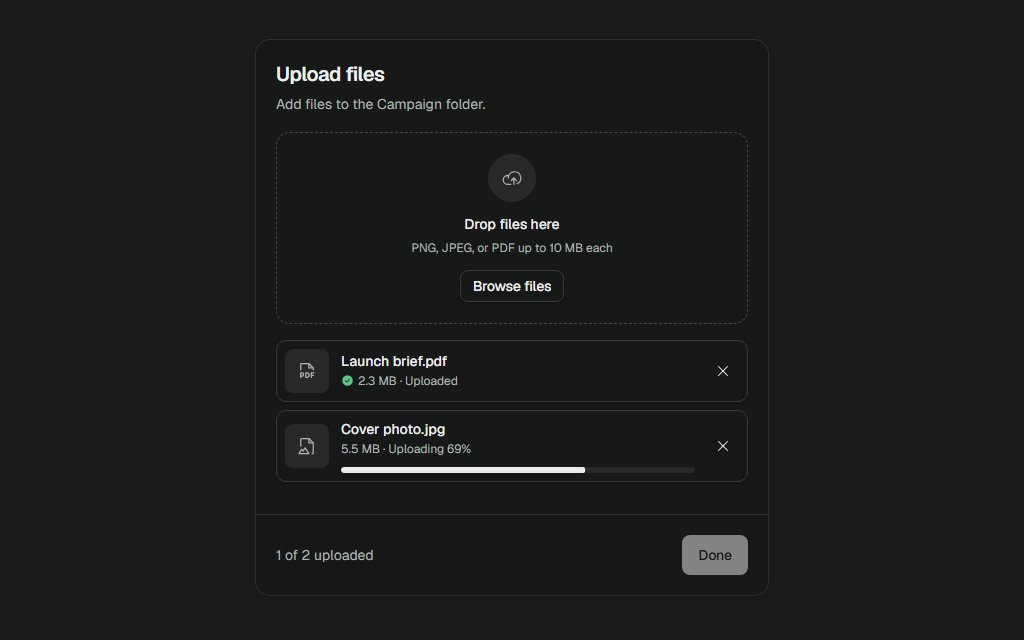 Upload files
Add files to the Campaign folder.
Drop files here
PNG, JPEG, or PDF up to 10 MB each
Browse files
PDF
Launch brief.pdf
2.3 MB · Uploaded
Cover photo.jpg
5.5 MB · Uploading 69%
1 of 2 uploaded
Done